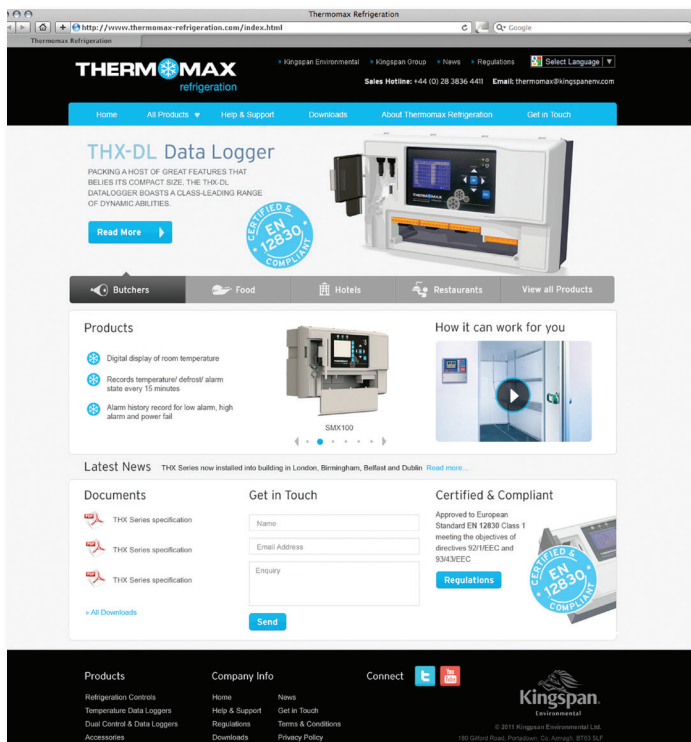 Thermomax Refrigeration
http://www.thermomax-refrigeration.com/index.html
Google
Thermomax Refrigeration
THERMOMAX
refrigeration
» Kingspan Environmental » Kingspan Group » News » Regulations Select Language ▼
Sales Hotline: +44 (0) 28 3836 4411 Email: thermomax@kingspanenv.com
Home All Products ▼ Help & Support Downloads About Thermomax Refrigeration Get in Touch
THX-DL Data Logger
PACKING A HOST OF GREAT FEATURES THAT
BELIES ITS COMPACT SIZE, THE THX-DL
DATALOGGER BOASTS A CLASS-LEADING RANGE
OF DYNAMIC ABILITIES.
Read More
CERTIFIED &
EN
12830
COMPLIANT
THERMOMAX
Butchers Food Hotels Restaurants View all Products
Products
Digital display of room temperature
Records temperature/ defrost/ alarm
state every 15 minutes
Alarm history record for low alarm, high
alarm and power fail
SMX100
How it can work for you
Latest News THX Series now installed into building in London, Birmingham, Belfast and Dublin Read more...
Documents
PDF THX Series specification
PDF THX Series specification
PDF THX Series specification
» All Downloads
Get in Touch
Name
Email Address
Enquiry
Send
Certified & Compliant
Approved to European
Standard EN 12830 Class 1
meeting the objectives of
directives 92/1/EEC and
93/43/EEC
Regulations
CERTIFIED &
EN
12830
COMPLIANT
Products
Refrigeration Controls
Temperature Data Loggers
Dual Control & Data Loggers
Accessories
Company Info
Home News
Help & Support Get in Touch
Regulations Terms & Conditions
Downloads Privacy Policy
Connect
You
Tube
Kingspan.
Environmental
© 2011 Kingspan Environmental Ltd.
180 Gilford Road, Portadown, Co. Armagh, BT63 5LF